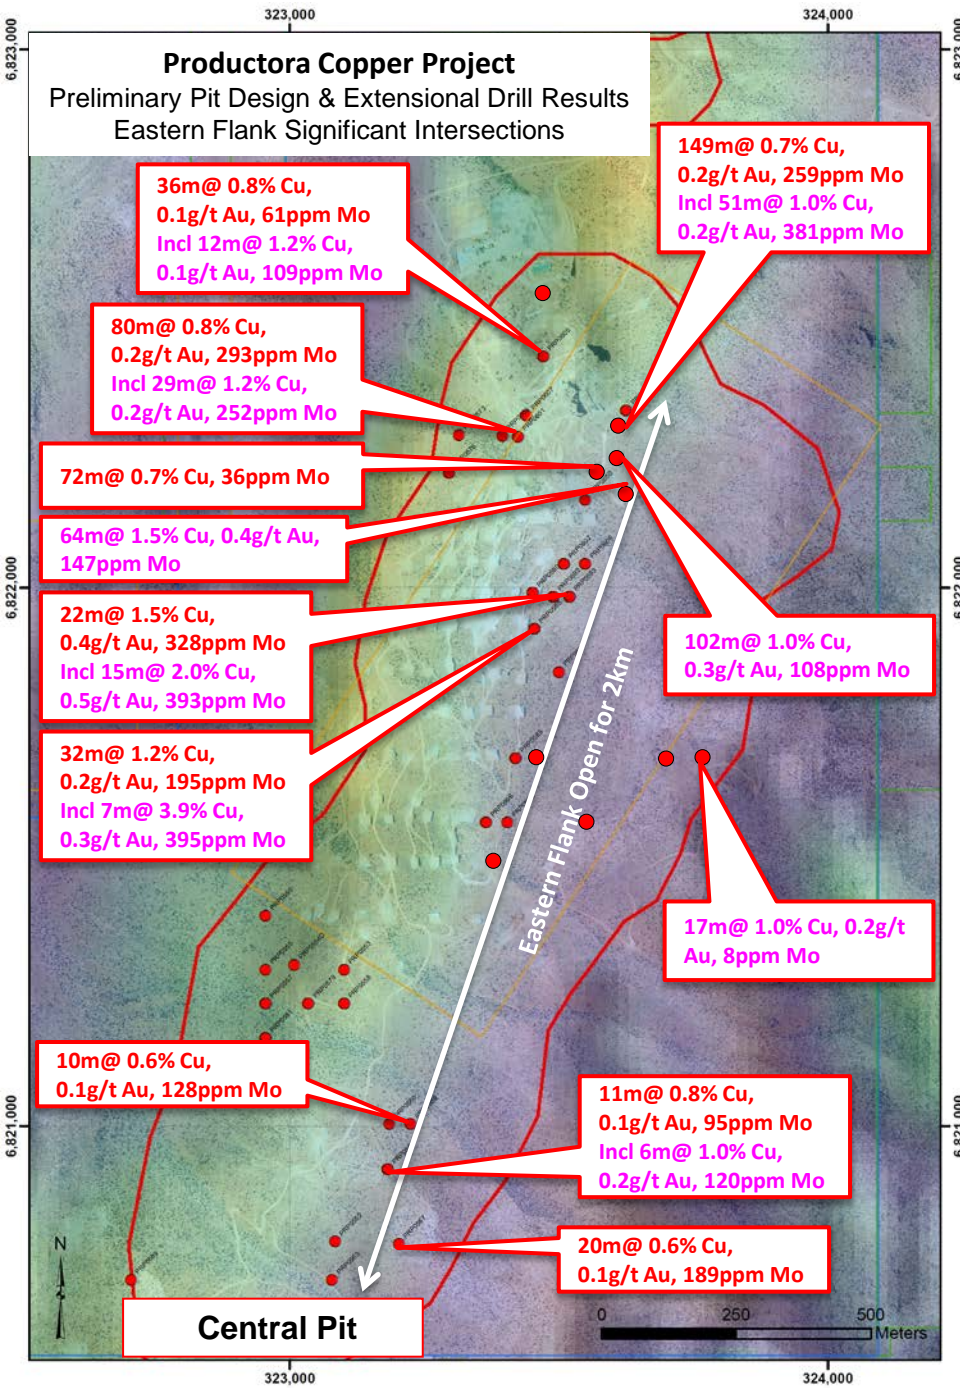 323,000
324,000
6,823,000
6,823,000
Productora Copper Project
Preliminary Pit Design & Extensional Drill Results
Eastern Flank Significant Intersections
149m@ 0.7% Cu,
0.2g/t Au, 259ppm Mo
Incl 51m@ 1.0% Cu,
0.2g/t Au, 381ppm Mo
36m@ 0.8% Cu,
0.1g/t Au, 61ppm Mo
Incl 12m@ 1.2% Cu,
0.1g/t Au, 109ppm Mo
80m@ 0.8% Cu,
0.2g/t Au, 293ppm Mo
Incl 29m@ 1.2% Cu,
0.2g/t Au, 252ppm Mo
72m@ 0.7% Cu, 36ppm Mo
64m@ 1.5% Cu, 0.4g/t Au,
147ppm Mo
6,822,000
6,822,000
22m@ 1.5% Cu,
0.4g/t Au, 328ppm Mo
Incl 15m@ 2.0% Cu,
0.5g/t Au, 393ppm Mo
102m@ 1.0% Cu,
0.3g/t Au, 108ppm Mo
Eastern Flank Open for 2km
32m@ 1.2% Cu,
0.2g/t Au, 195ppm Mo
Incl 7m@ 3.9% Cu,
0.3g/t Au, 395ppm Mo
17m@ 1.0% Cu, 0.2g/t
Au, 8ppm Mo
10m@ 0.6% Cu,
0.1g/t Au, 128ppm Mo
6,821,000
6,821,000
11m@ 0.8% Cu,
0.1g/t Au, 95ppm Mo
Incl 6m@ 1.0% Cu,
0.2g/t Au, 120ppm Mo
20m@ 0.6% Cu,
0.1g/t Au, 189ppm Mo
N
Central Pit
0 250 500
Meters
323,000
324,000